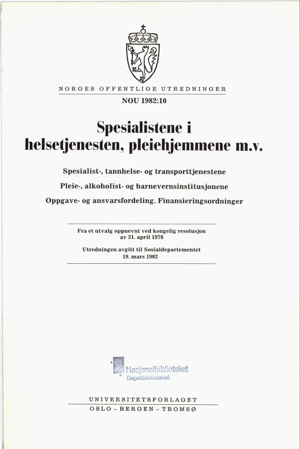 NORGES OFFENTLIGE UTREDNINGER
NOU 1982:10
Spesialistene i
helsetjenesten, pleiehjemmene m.v.
Spesialist-, tannhelse- og transporttjenestene
Pleie-, alkoholist- og barnevernsinstitusjonene
Oppgave- og ansvarsfordeling. Finansieringsordninger
Fra et utvalg oppnevnt ved kongelig resolusjon
av 21. april 1978
Utredningen avgitt til Sosialdepartementet
19. mars 1982
Nasjonalbiblioteket
Depotbiblioteket
UNIVERSITETSFORLAGET
OSLO – BERGEN – TROMSØ